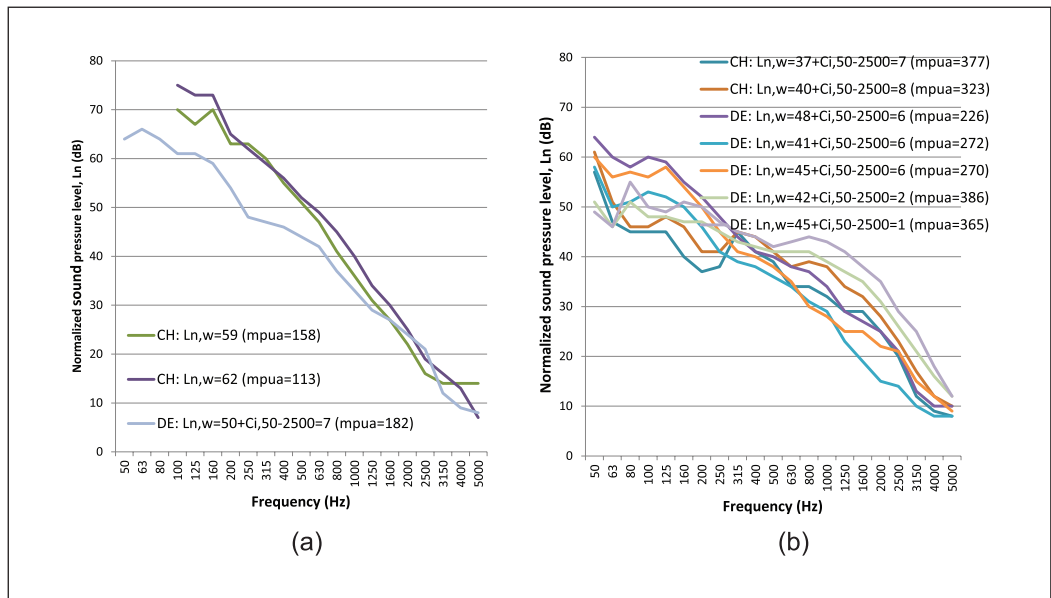 Normalized sound pressure level, Ln (dB)
80
70
60
50
40
30
20
10
0
CH: Ln,w=59 (mpua=158)
CH: Ln,w=62 (mpua=113)
DE: Ln,w=50+Ci,50-2500=7 (mpua=182)
50 63 80 100 125 160 200 250 315 400 500 630 800 1000 1250 1600 2000 2500 3150 4000 5000
Frequency (Hz)
(a)
Normalized sound pressure level, Ln (dB)
80
70
60
50
40
30
20
10
0
CH: Ln,w=37+Ci,50-2500=7 (mpua=377)
CH: Ln,w=40+Ci,50-2500=8 (mpua=323)
DE: Ln,w=48+Ci,50-2500=6 (mpua=226)
DE: Ln,w=41+Ci,50-2500=6 (mpua=272)
DE: Ln,w=45+Ci,50-2500=6 (mpua=270)
DE: Ln,w=42+Ci,50-2500=2 (mpua=386)
DE: Ln,w=45+Ci,50-2500=1 (mpua=365)
50 63 80 100 125 160 200 250 315 400 500 630 800 1000 1250 1600 2000 2500 3150 4000 5000
Frequency (Hz)
(b)